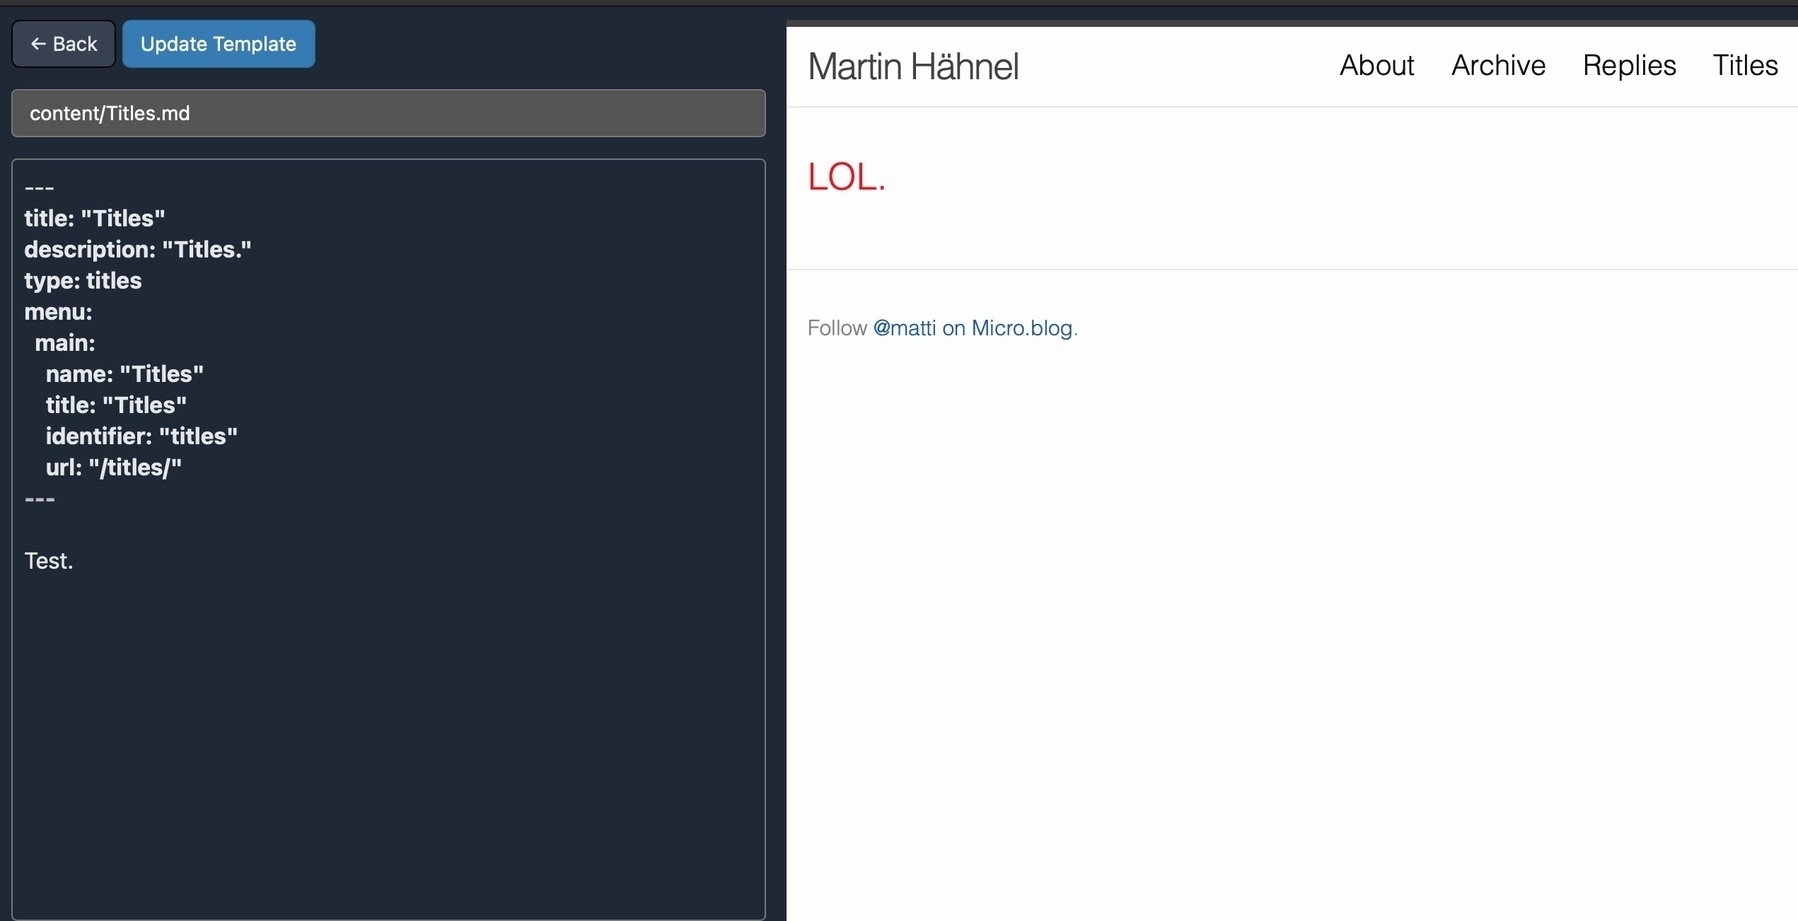 ← Back
Update Template
content/Titles.md
---
title: "Titles"
description: "Titles."
type: titles
menu:
  main:
    name: "Titles"
    title: "Titles"
    identifier: "titles"
    url: "/titles/"
---
Test.
Martin Hähnel
About Archive Replies Titles
LOL.
Follow @matti on Micro.blog.